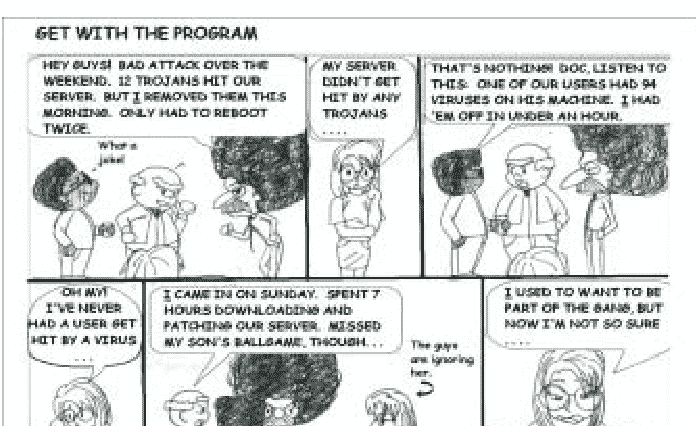 GET WITH THE PROGRAM
HEY GUYS! BAD ATTACK OVER THE
WEEKEND. 12 TROJANS HIT OUR
SERVER. BUT I REMOVED THEM THIS
MORNING. ONLY HAD TO REBOOT
TWICE.
What a
joke!
MY SERVER
DIDN'T GET
HIT BY ANY
TROJANS
....
THAT'S NOTHING! DOC, LISTEN TO
THIS: ONE OF OUR USERS HAD 94
VIRUSES ON HIS MACHINE. I HAD
'EM OFF IN UNDER AN HOUR.
OH MY!
I'VE NEVER
HAD A USER GET
HIT BY A VIRUS
...
I CAME IN ON SUNDAY. SPENT 7
HOURS DOWNLOADING AND
PATCHING OUR SERVER. MISSED
MY SON'S BALLGAME, THOUGH...
The guys
are ignoring
her.
I USED TO WANT TO BE
PART OF THE GANG, BUT
NOW I'M NOT SO SURE
....